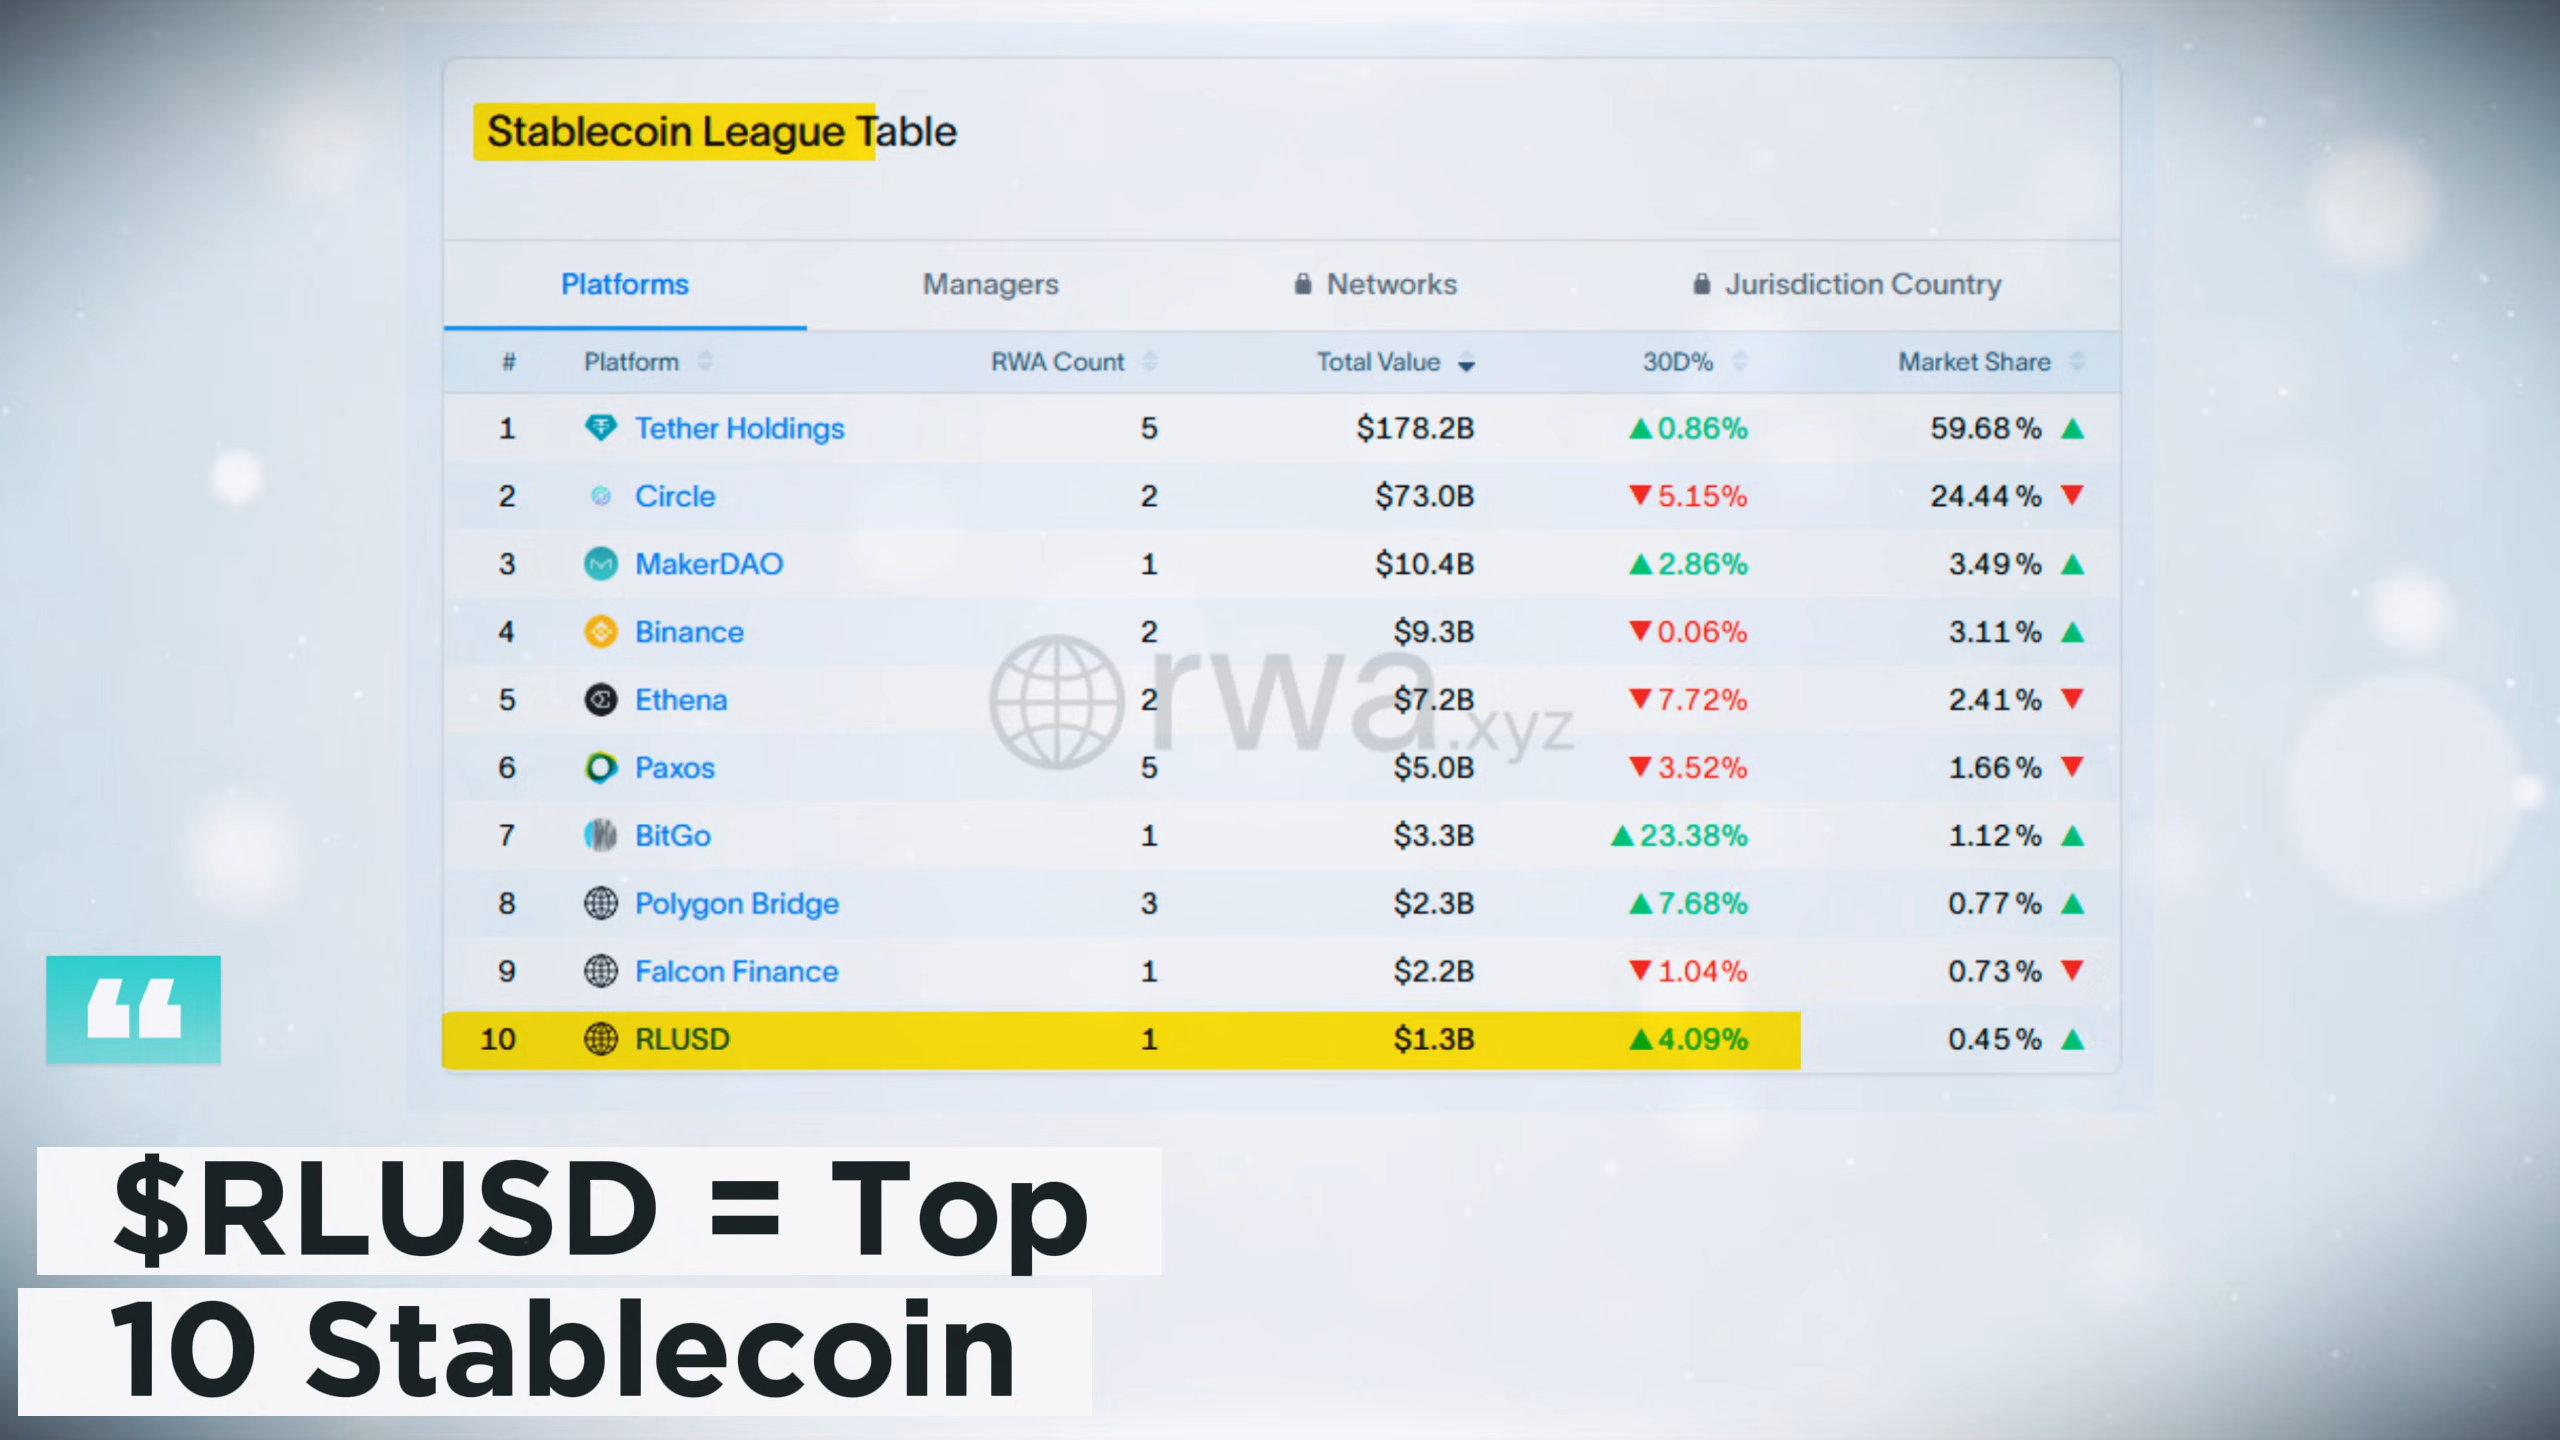 Stablecoin League Table
Platforms Managers Networks Jurisdiction Country
# Platform RWA Count Total Value 30D% Market Share
1 Tether Holdings 5 $178.2B ▲0.86% 59.68% ▲
2 Circle 2 $73.0B ▼5.15% 24.44% ▼
3 MakerDAO 1 $10.4B ▲2.86% 3.49% ▲
4 Binance 2 $9.3B ▼0.06% 3.11% ▲
5 Ethena 2 $7.2B ▼7.72% 2.41% ▼
rwa.xyz
6 Paxos 5 $5.0B ▼3.52% 1.66% ▼
7 BitGo 1 $3.3B ▲23.38% 1.12% ▲
8 Polygon Bridge 3 $2.3B ▲7.68% 0.77% ▲
9 Falcon Finance 1 $2.2B ▼1.04% 0.73% ▼
10 RLUSD 1 $1.3B ▲4.09% 0.45% ▲
“
$RLUSD = Top
10 Stablecoin